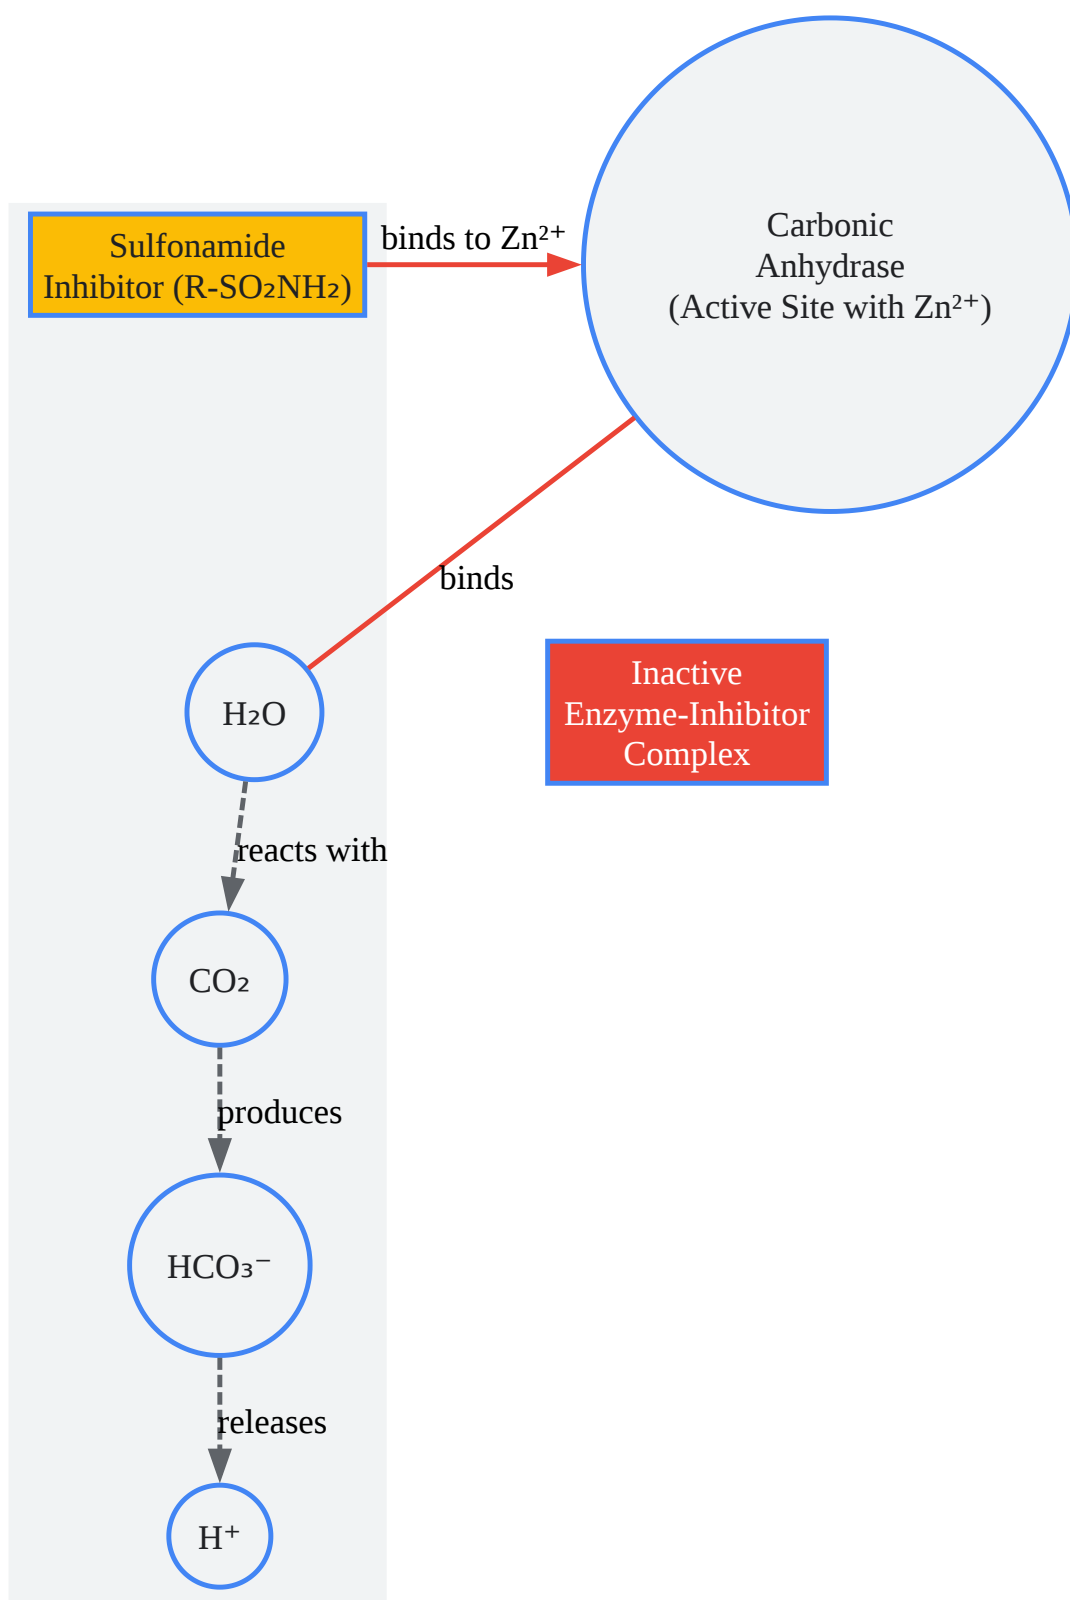 Sulfonamide
Inhibitor (R-SO₂NH₂)
binds to Zn²⁺
Carbonic
Anhydrase
(Active Site with Zn²⁺)
binds
H₂O
Inactive
Enzyme-Inhibitor
Complex
reacts with
CO₂
produces
HCO₃⁻
releases
H⁺